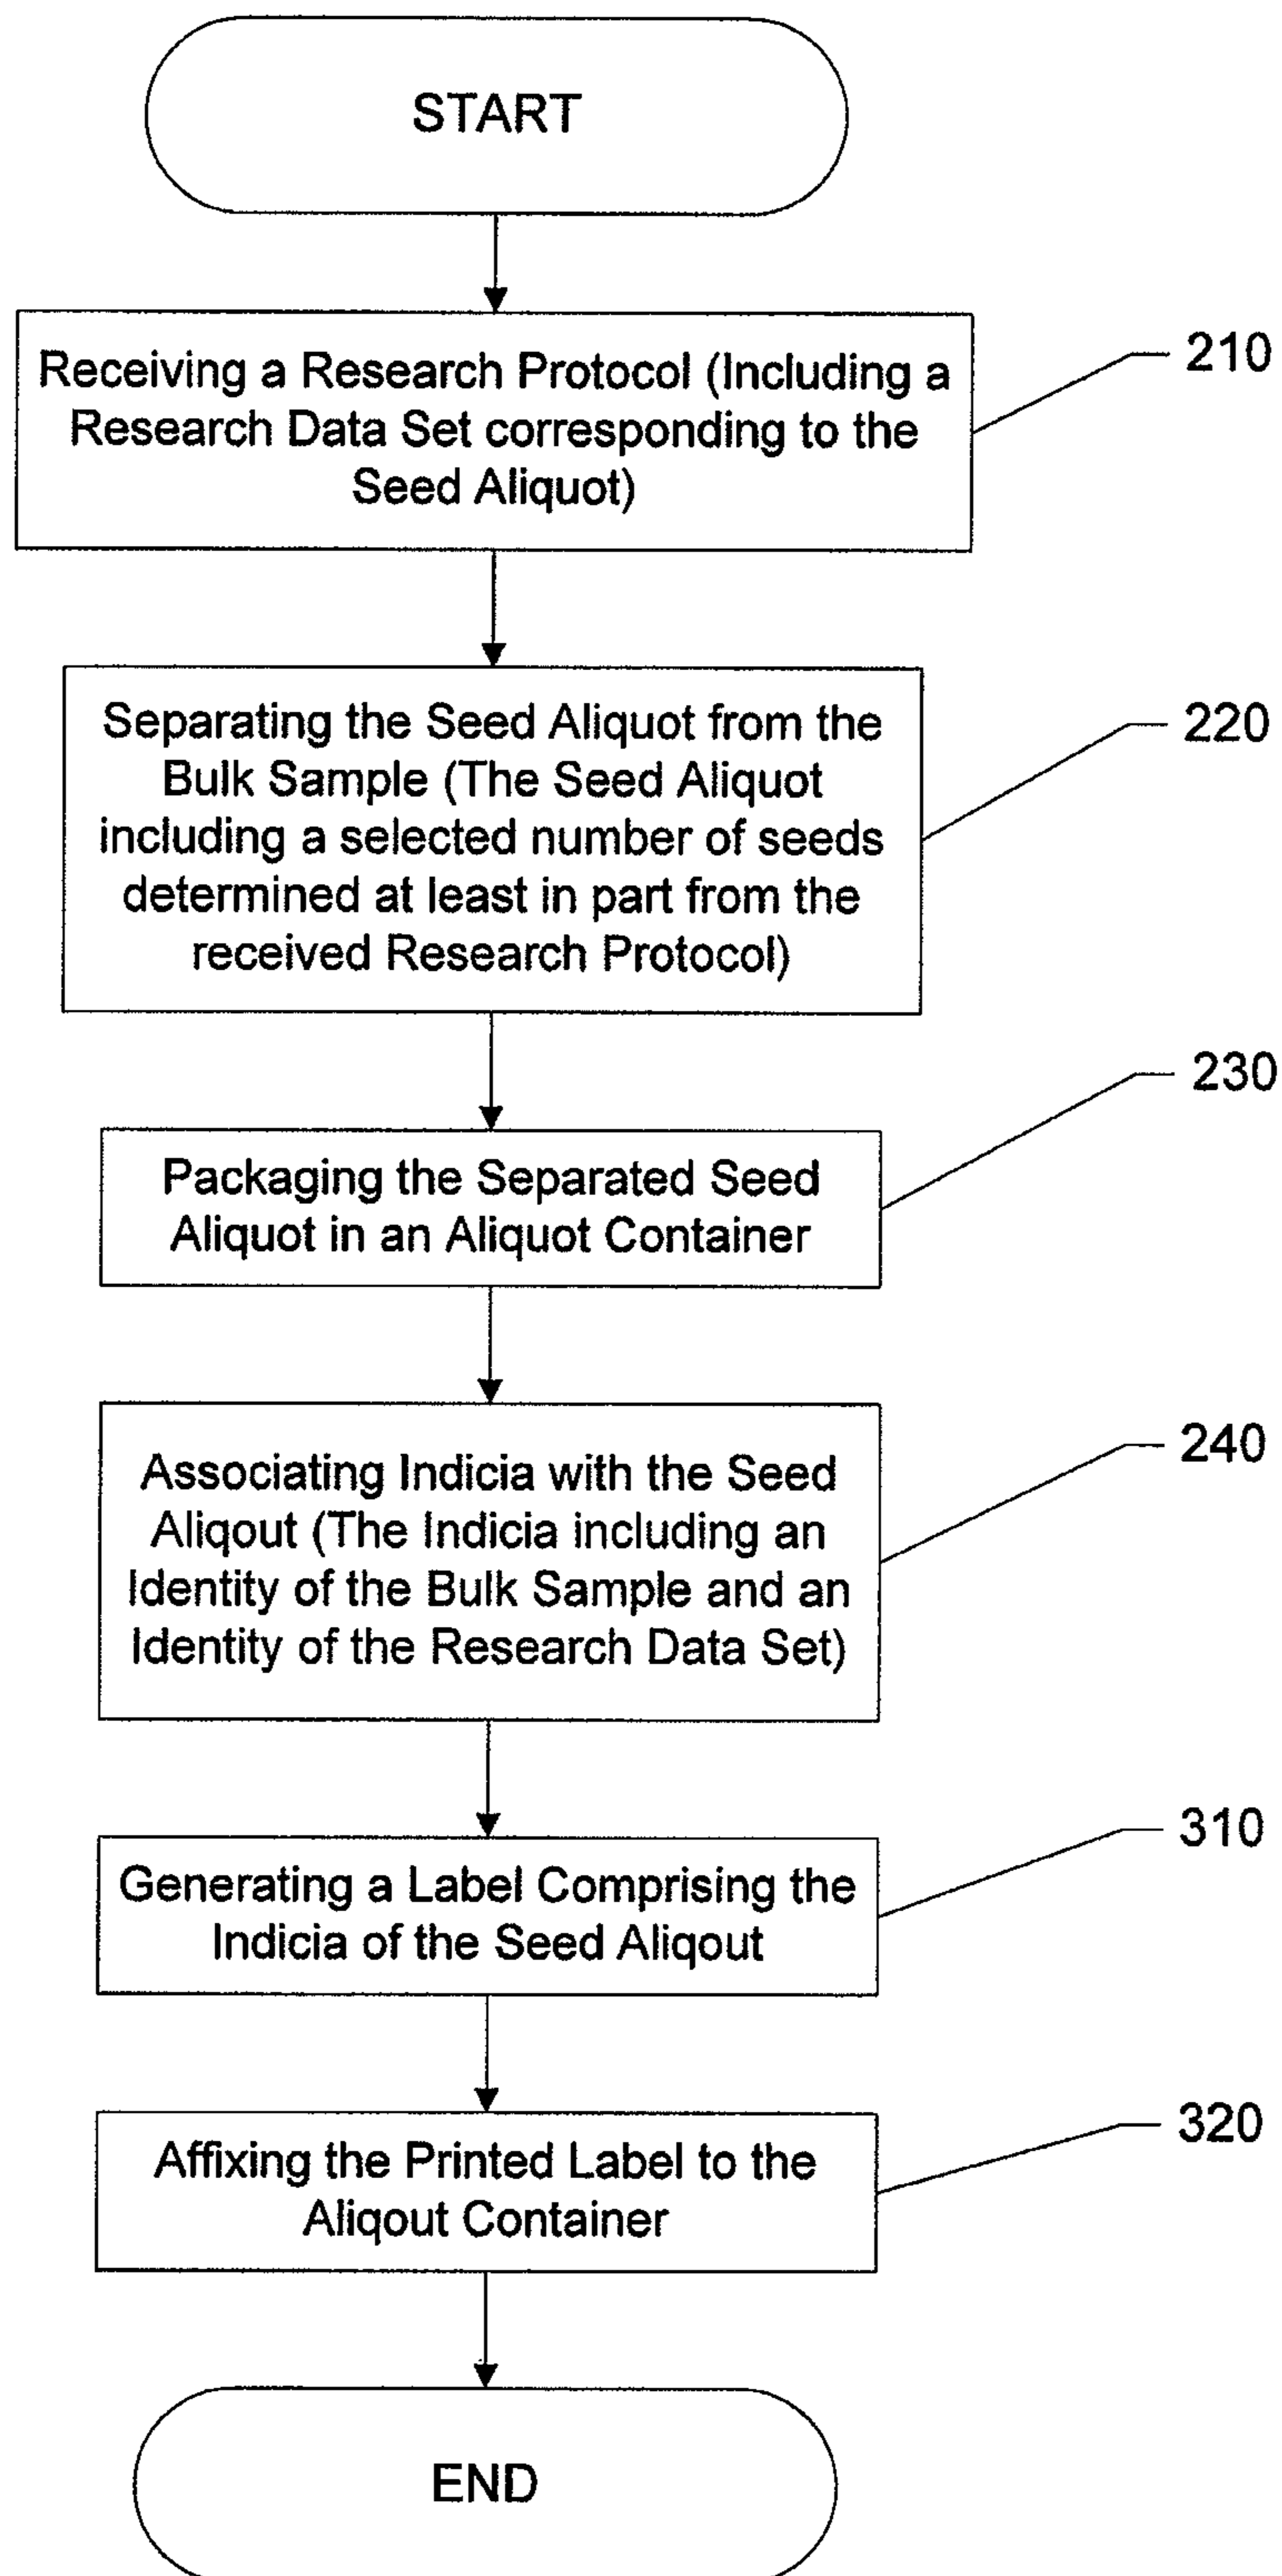 START
Receiving a Research Protocol (Including a
Research Data Set corresponding to the
Seed Aliquot)
210
Separating the Seed Aliquot from the
Bulk Sample (The Seed Aliquot
including a selected number of seeds
determined at least in part from the
received Research Protocol)
220
Packaging the Separated Seed
Aliquot in an Aliquot Container
230
Associating Indicia with the Seed
Aliqout (The Indicia including an
Identity of the Bulk Sample and an
Identity of the Research Data Set)
240
Generating a Label Comprising the
Indicia of the Seed Aliqout
310
Affixing the Printed Label to the
Aliqout Container
320
END